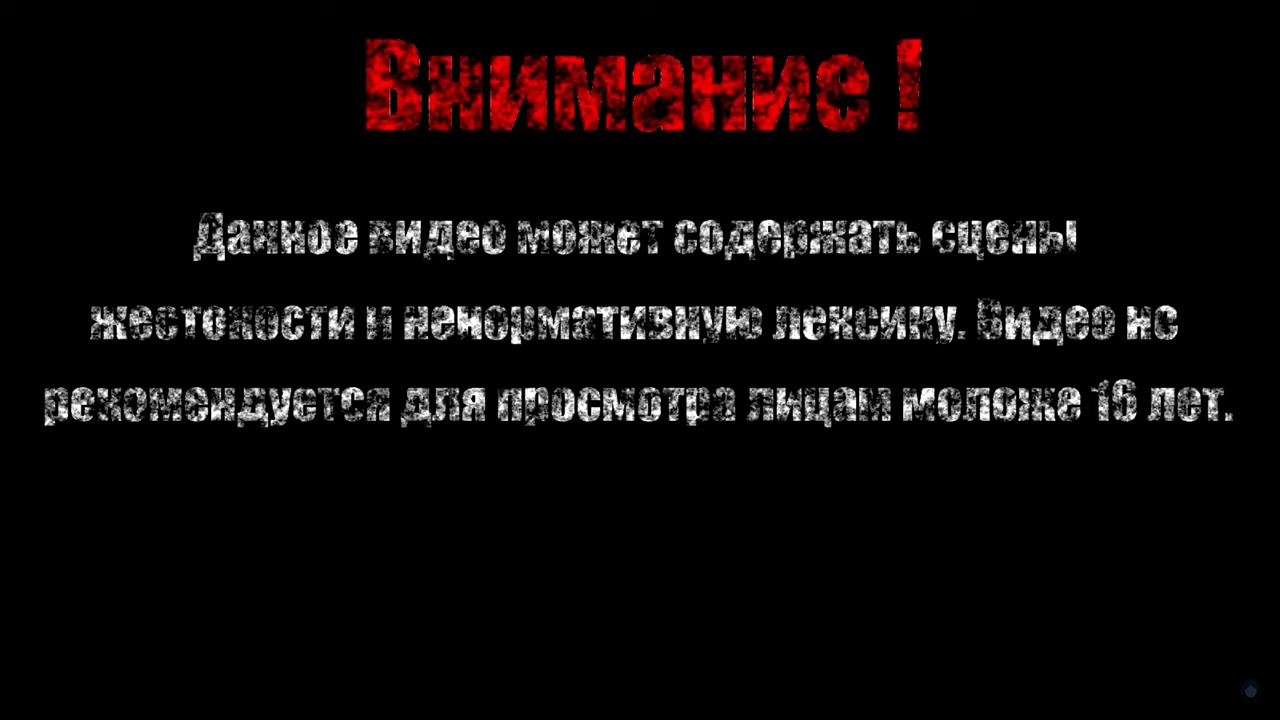 Внимание !
Данное видео может содержать сцены
жестокости и ненормативную лексику. Видео не
рекомендуется для просмотра лицам моложе 16 лет.